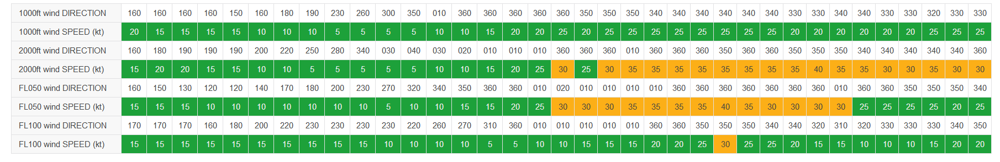 1000ft wind DIRECTION 160 160 160 160 150 160 180 190 230 260 300 350 010 360 360 360 360 360 350 350 350 340 340 340 340 340 340 330 330 340 340 330 330 320 330 330
1000ft wind SPEED (kt) 20 15 15 15 15 10 10 10 5 5 5 5 10 10 15 20 20 25 20 25 25 25 25 25 25 25 25 20 20 20 20 20 20 25 25 25
2000ft wind DIRECTION 160 180 190 190 190 200 220 250 280 340 030 040 030 020 010 010 010 360 360 360 010 360 360 360 350 360 360 360 350 350 340 340 340 340 340 360
2000ft wind SPEED (kt) 15 20 20 15 15 10 10 5 5 5 5 5 10 10 15 20 25 30 25 30 35 35 35 35 35 35 35 35 40 35 35 30 30 35 30 30
FL050 wind DIRECTION 160 150 130 120 120 140 170 180 200 230 270 320 340 350 360 360 010 020 010 010 010 010 360 360 360 360 360 360 360 010 360 360 350 350 350 340
FL050 wind SPEED (kt) 15 15 15 10 10 10 10 10 10 10 5 10 10 15 15 20 25 30 30 30 35 35 35 35 40 35 30 30 30 30 25 25 25 25 20 25
FL100 wind DIRECTION 170 170 170 160 180 200 220 230 230 230 230 220 260 270 310 360 010 010 010 010 010 360 360 350 350 350 340 340 320 310 320 330 330 330 340 350
FL100 wind SPEED (kt) 15 15 15 15 15 15 15 15 15 15 10 10 10 10 5 5 10 10 15 15 15 20 20 25 30 25 25 20 15 15 10 10 10 15 20 20